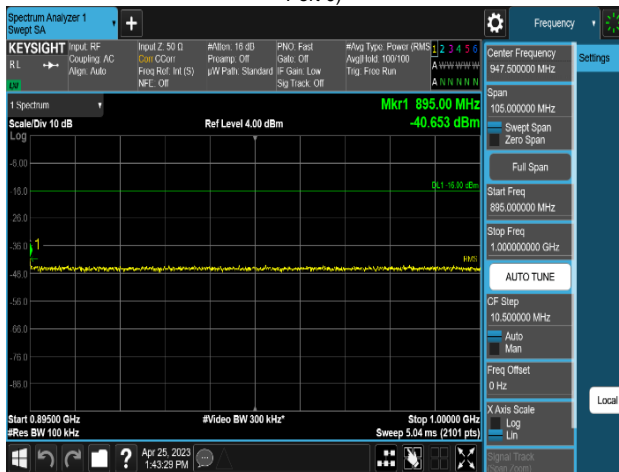 Spectrum Analyzer 1
Swept SA
Frequency
KEYSIGHT
RL
Input: RF
Coupling: AC
Align: Auto
Input Z: 50 Ω
Corr CCorr
Freq Ref: Int (S)
NFE: Off
#Atten: 16 dB
Preamp: Off
µW Path: Standard
PNO: Fast
Gate: Off
IF Gain: Low
Sig Track: Off
#Avg Type: Power (RMS
Avg|Hold: 100/100
Trig: Free Run
1 2 3 4 5 6
A W W W W W
A N N N N N
1 Spectrum
Scale/Div 10 dB
Log
Ref Level 4.00 dBm
Mkr1 895.00 MHz
-40.653 dBm
-6.00
-16.0
-26.0
-36.0
-46.0
-56.0
-66.0
-76.0
-86.0
DL1 -16.00 dBm
1
RMS
Start 0.89500 GHz
#Res BW 100 kHz
#Video BW 300 kHz*
Stop 1.00000 GHz
Sweep 5.04 ms (2101 pts)
Center Frequency
947.500000 MHz
Settings
Span
105.000000 MHz
Swept Span
Zero Span
Full Span
Start Freq
895.000000 MHz
Stop Freq
1.000000000 GHz
AUTO TUNE
CF Step
10.500000 MHz
Auto
Man
Freq Offset
0 Hz
X Axis Scale
Log
Lin
Local
Signal Track
(Span Zoom)
?
Apr 25, 2023
1:43:29 PM